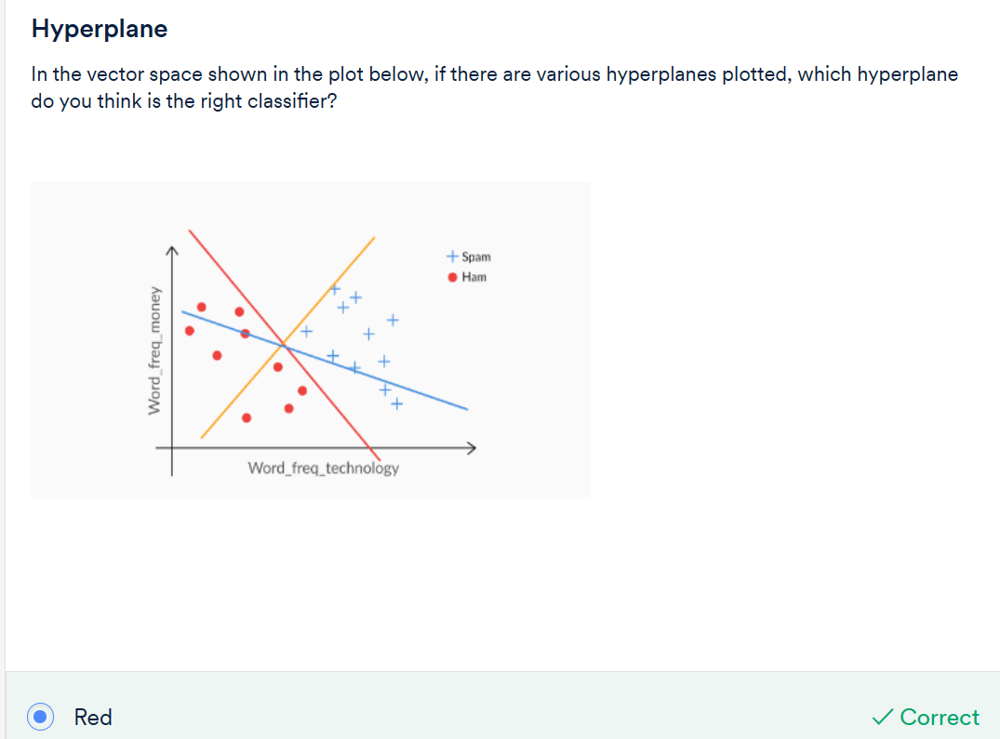 Hyperplane
In the vector space shown in the plot below, if there are various hyperplanes plotted, which hyperplane
do you think is the right classifier?
Spam
Ham
Word_freq_money
Word_freq_technology
Red
Correct